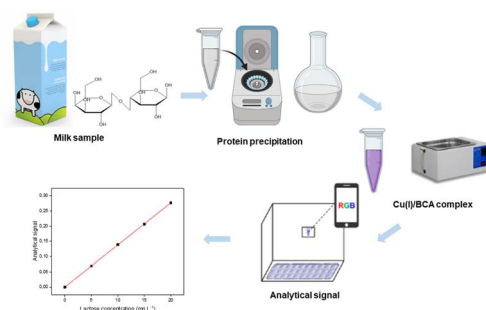 OH
OH
OH
OH
OH
OH
OH
OH
O
O
O
Milk sample
Protein precipitation
Cu(I)/BCA complex
RGB
Analytical signal
Analytical signal
0.30
0.25
0.20
0.15
0.10
0.05
0.00
0 5 10 15 20
Lactose concentration (mg L⁻¹)